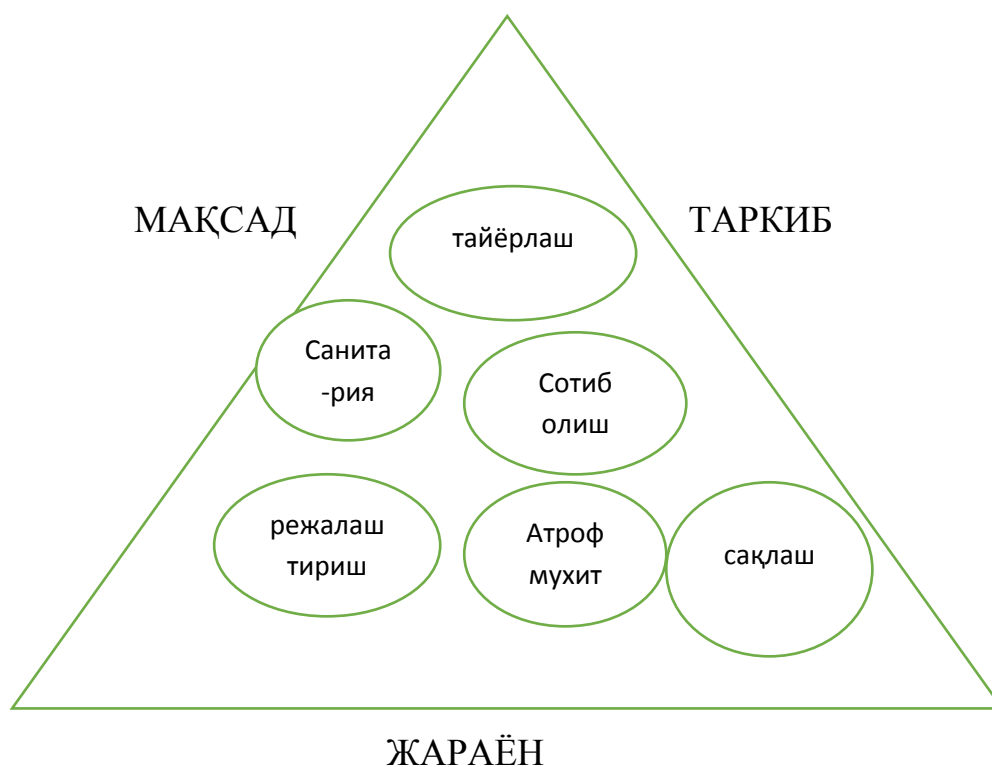 МАҚСАД
ТАРКИБ
тайёрлаш
Санита
-рия
Сотиб
олиш
режалаш
тириш
Атроф
мухит
сақлаш
ЖАРАЁН